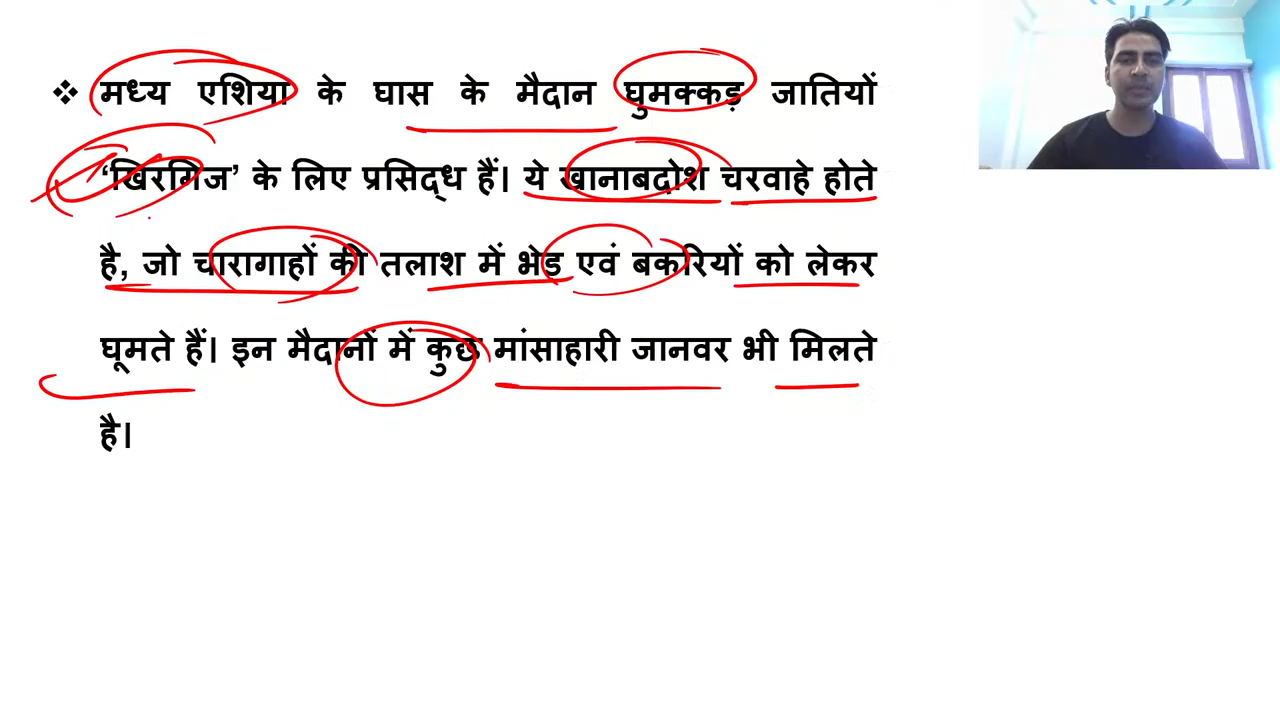 ❖ मध्य एशिया के घास के मैदान घुमक्कड़ जातियों
‘खिरगिज’ के लिए प्रसिद्ध हैं। ये खानाबदोश चरवाहे होते
है, जो चारागाहों की तलाश में भेड एवं बकरियों को लेकर
घूमते हैं। इन मैदानों में कुछ मांसाहारी जानवर भी मिलते
है।